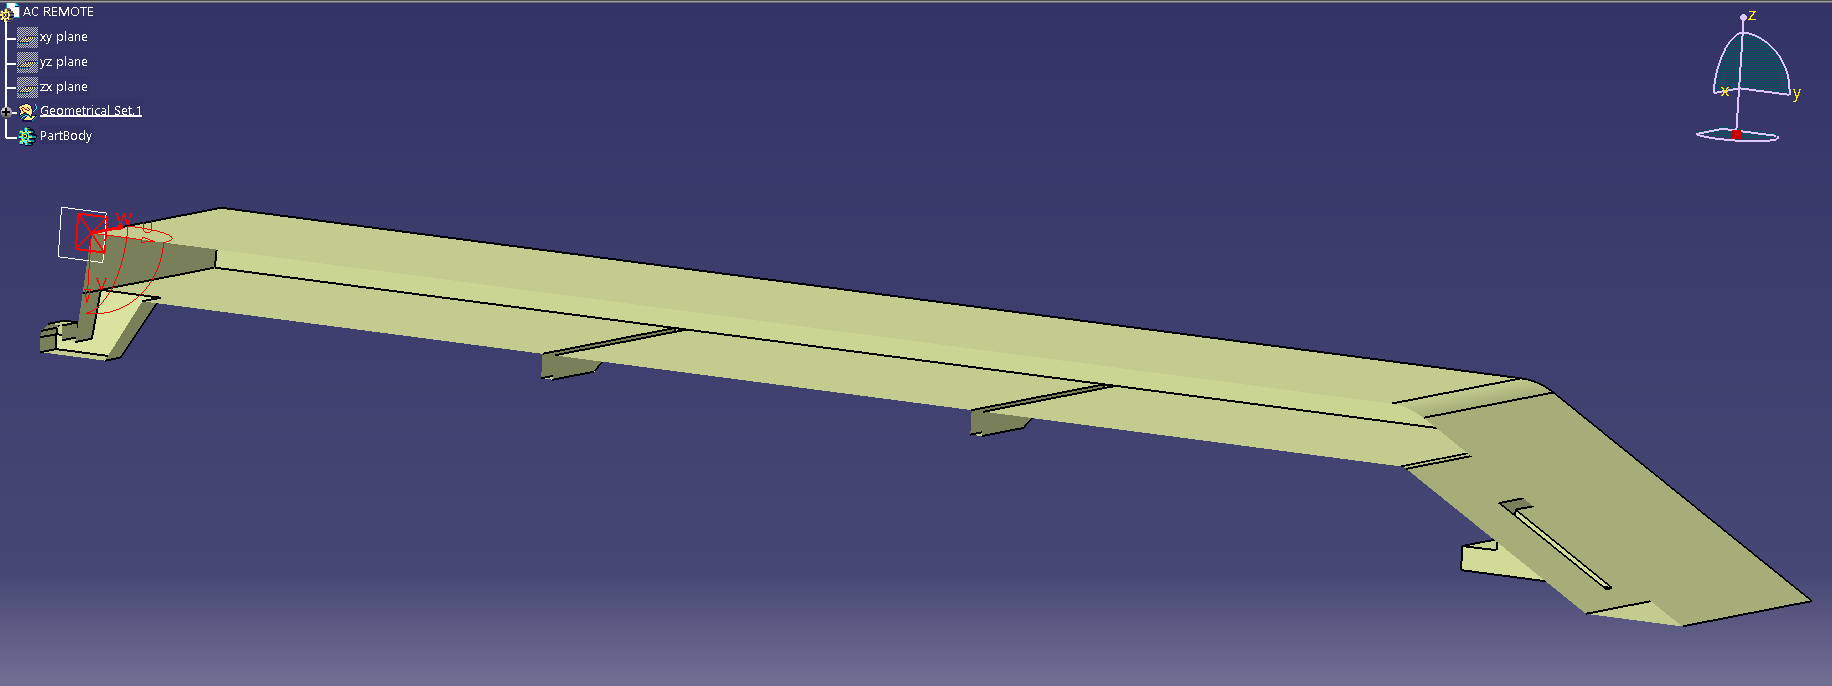 AC REMOTE
xy plane
yz plane
zx plane
Geometrical Set.1
PartBody
z
x
y
W
V